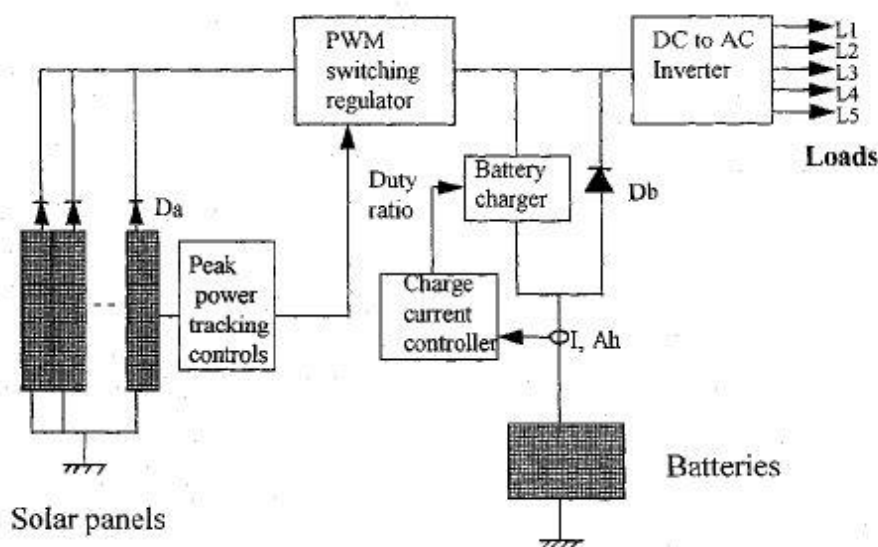 PWM
switching
regulator
DC to AC
Inverter
L1
L2
L3
L4
L5
Loads
Da
Duty
ratio
Battery
charger
Db
Peak
power
tracking
controls
Charge
current
controller
I, Ah
Batteries
Solar panels